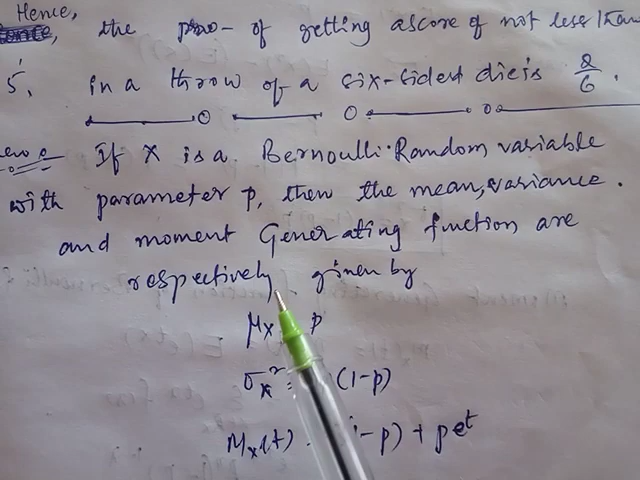 Hence,
the pro- of getting a score of not less than
5, in a throw of a six-sided die is 2/6.
If X is a Bernoulli Random variable
with parameter p, then the mean, variance.
and moment Generating function are
respectively given by
μx p
σx² = (1-p)
Mx(t) -p) + pe^t